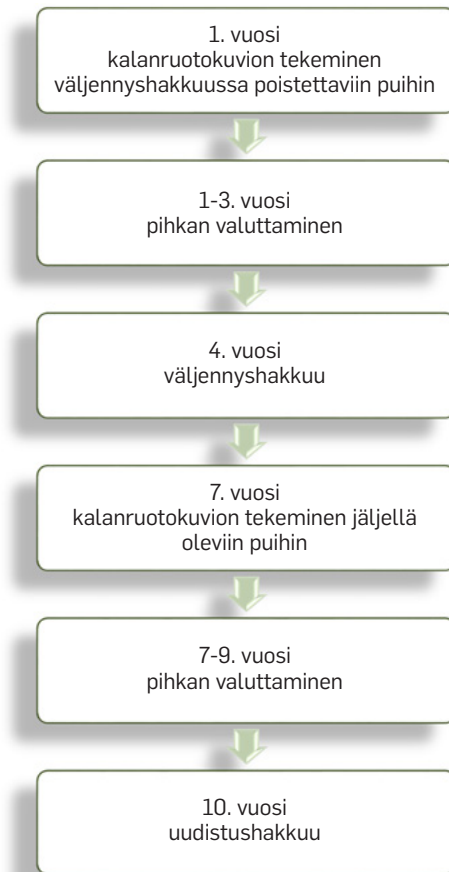 1. vuosi
kalanruotokuvion tekeminen
väljennyshakkuussa poistettaviin puihin
1-3. vuosi
pihkan valuttaminen
4. vuosi
väljennyshakkuu
7. vuosi
kalanruotokuvion tekeminen jäljellä
oleviin puihin
7-9. vuosi
pihkan valuttaminen
10. vuosi
uudistushakkuu